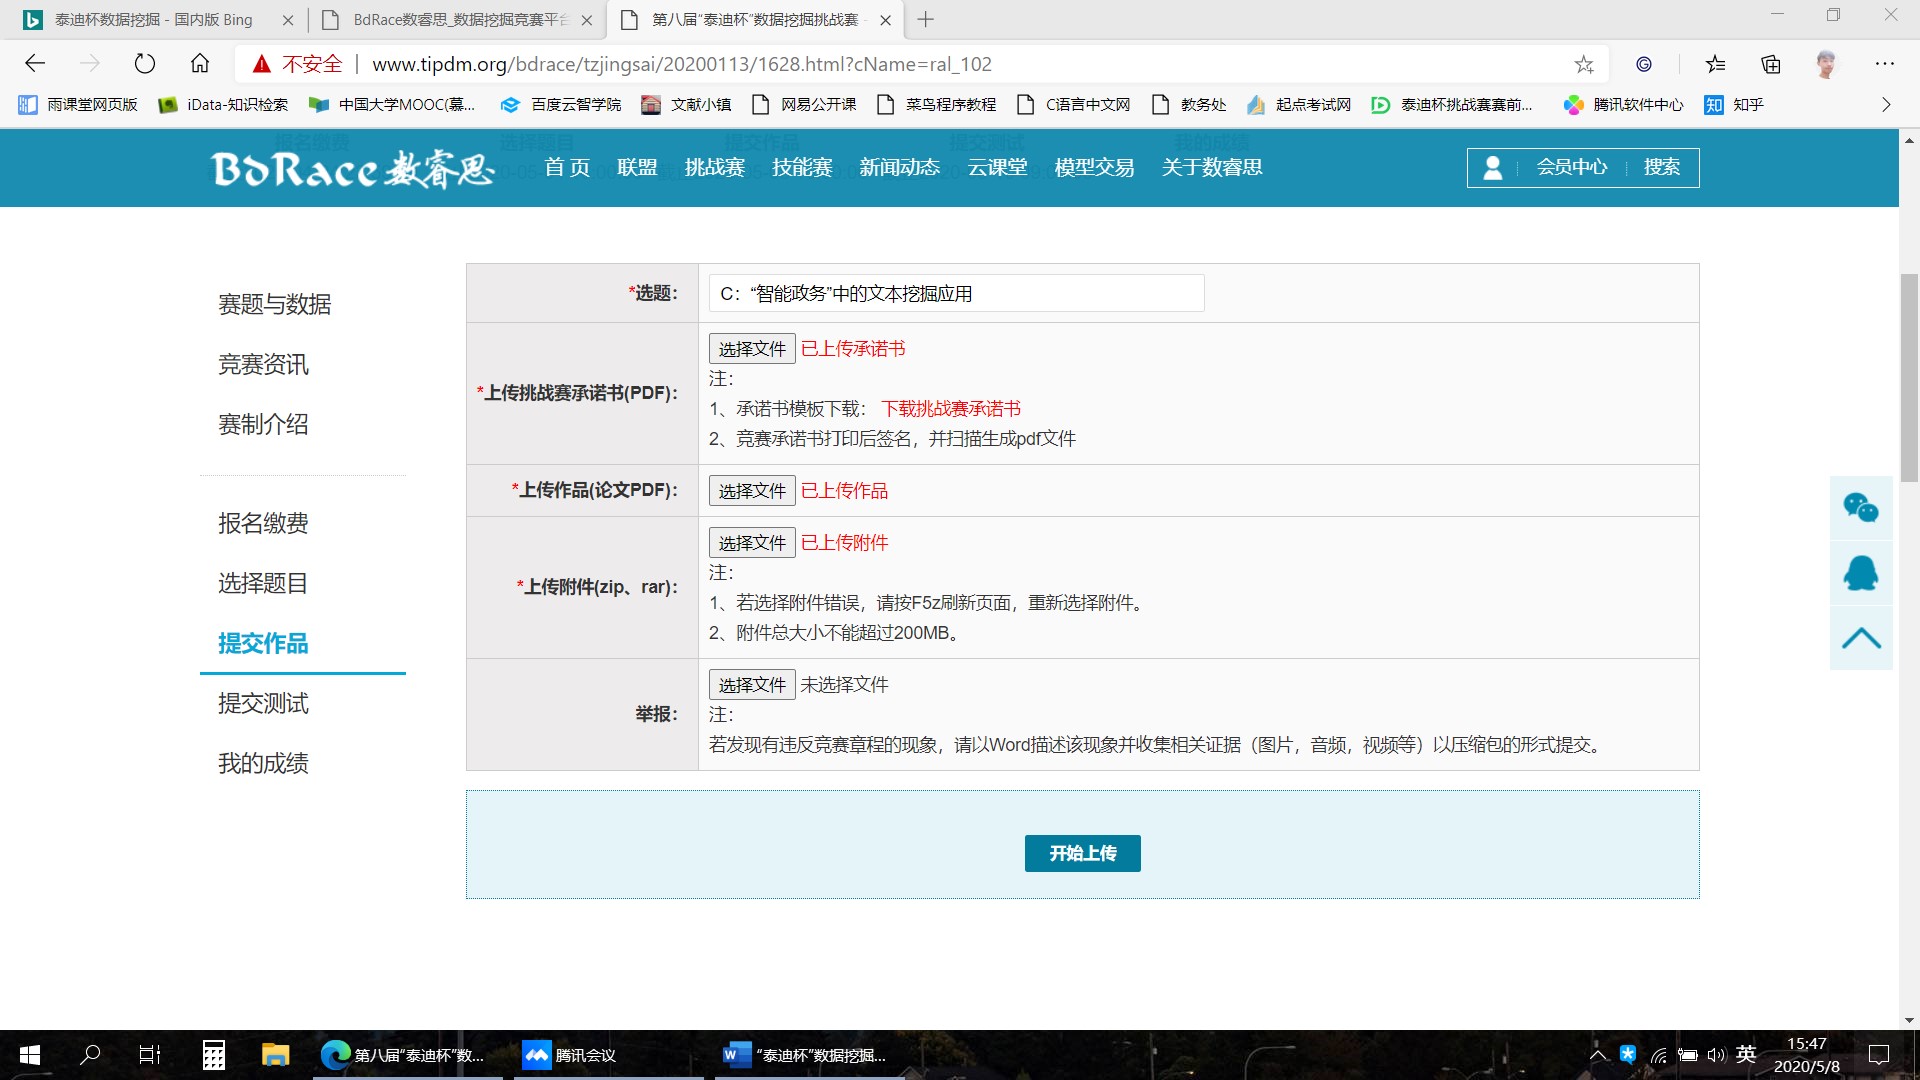 泰迪杯数据挖掘 - 国内版 Bing
BdRace数睿思_数据挖掘竞赛平台
第八届"泰迪杯"数据挖掘挑战赛
不安全
www.tipdm.org/bdrace/tzjingsai/20200113/1628.html?cName=ral_102
雨课堂网页版
iData-知识检索
中国大学MOOC(慕...
百度云智学院
文献小镇
网易公开课
菜鸟程序教程
C语言中文网
教务处
起点考试网
泰迪杯挑战赛赛前...
腾讯软件中心
知 知乎
报名缴费 选择题目 提交作品 提交测试 我的成绩
BdRace数睿思
首 页 联盟 挑战赛 技能赛 新闻动态 云课堂 模型交易 关于数睿思
会员中心 搜索
赛题与数据
竞赛资讯
赛制介绍
报名缴费
选择题目
提交作品
提交测试
我的成绩
*选题：
C：“智能政务”中的文本挖掘应用
*上传挑战赛承诺书(PDF)：
选择文件 已上传承诺书
注：
1、承诺书模板下载： 下载挑战赛承诺书
2、竞赛承诺书打印后签名，并扫描生成pdf文件
*上传作品(论文PDF)：
选择文件 已上传作品
*上传附件(zip、rar)：
选择文件 已上传附件
注：
1、若选择附件错误，请按F5z刷新页面，重新选择附件。
2、附件总大小不能超过200MB。
举报：
选择文件 未选择文件
注：
若发现有违反竞赛章程的现象，请以Word描述该现象并收集相关证据（图片，音频，视频等）以压缩包的形式提交。
开始上传
第八届"泰迪杯"数...
腾讯会议
"泰迪杯"数据挖掘...
英
15:47
2020/5/8